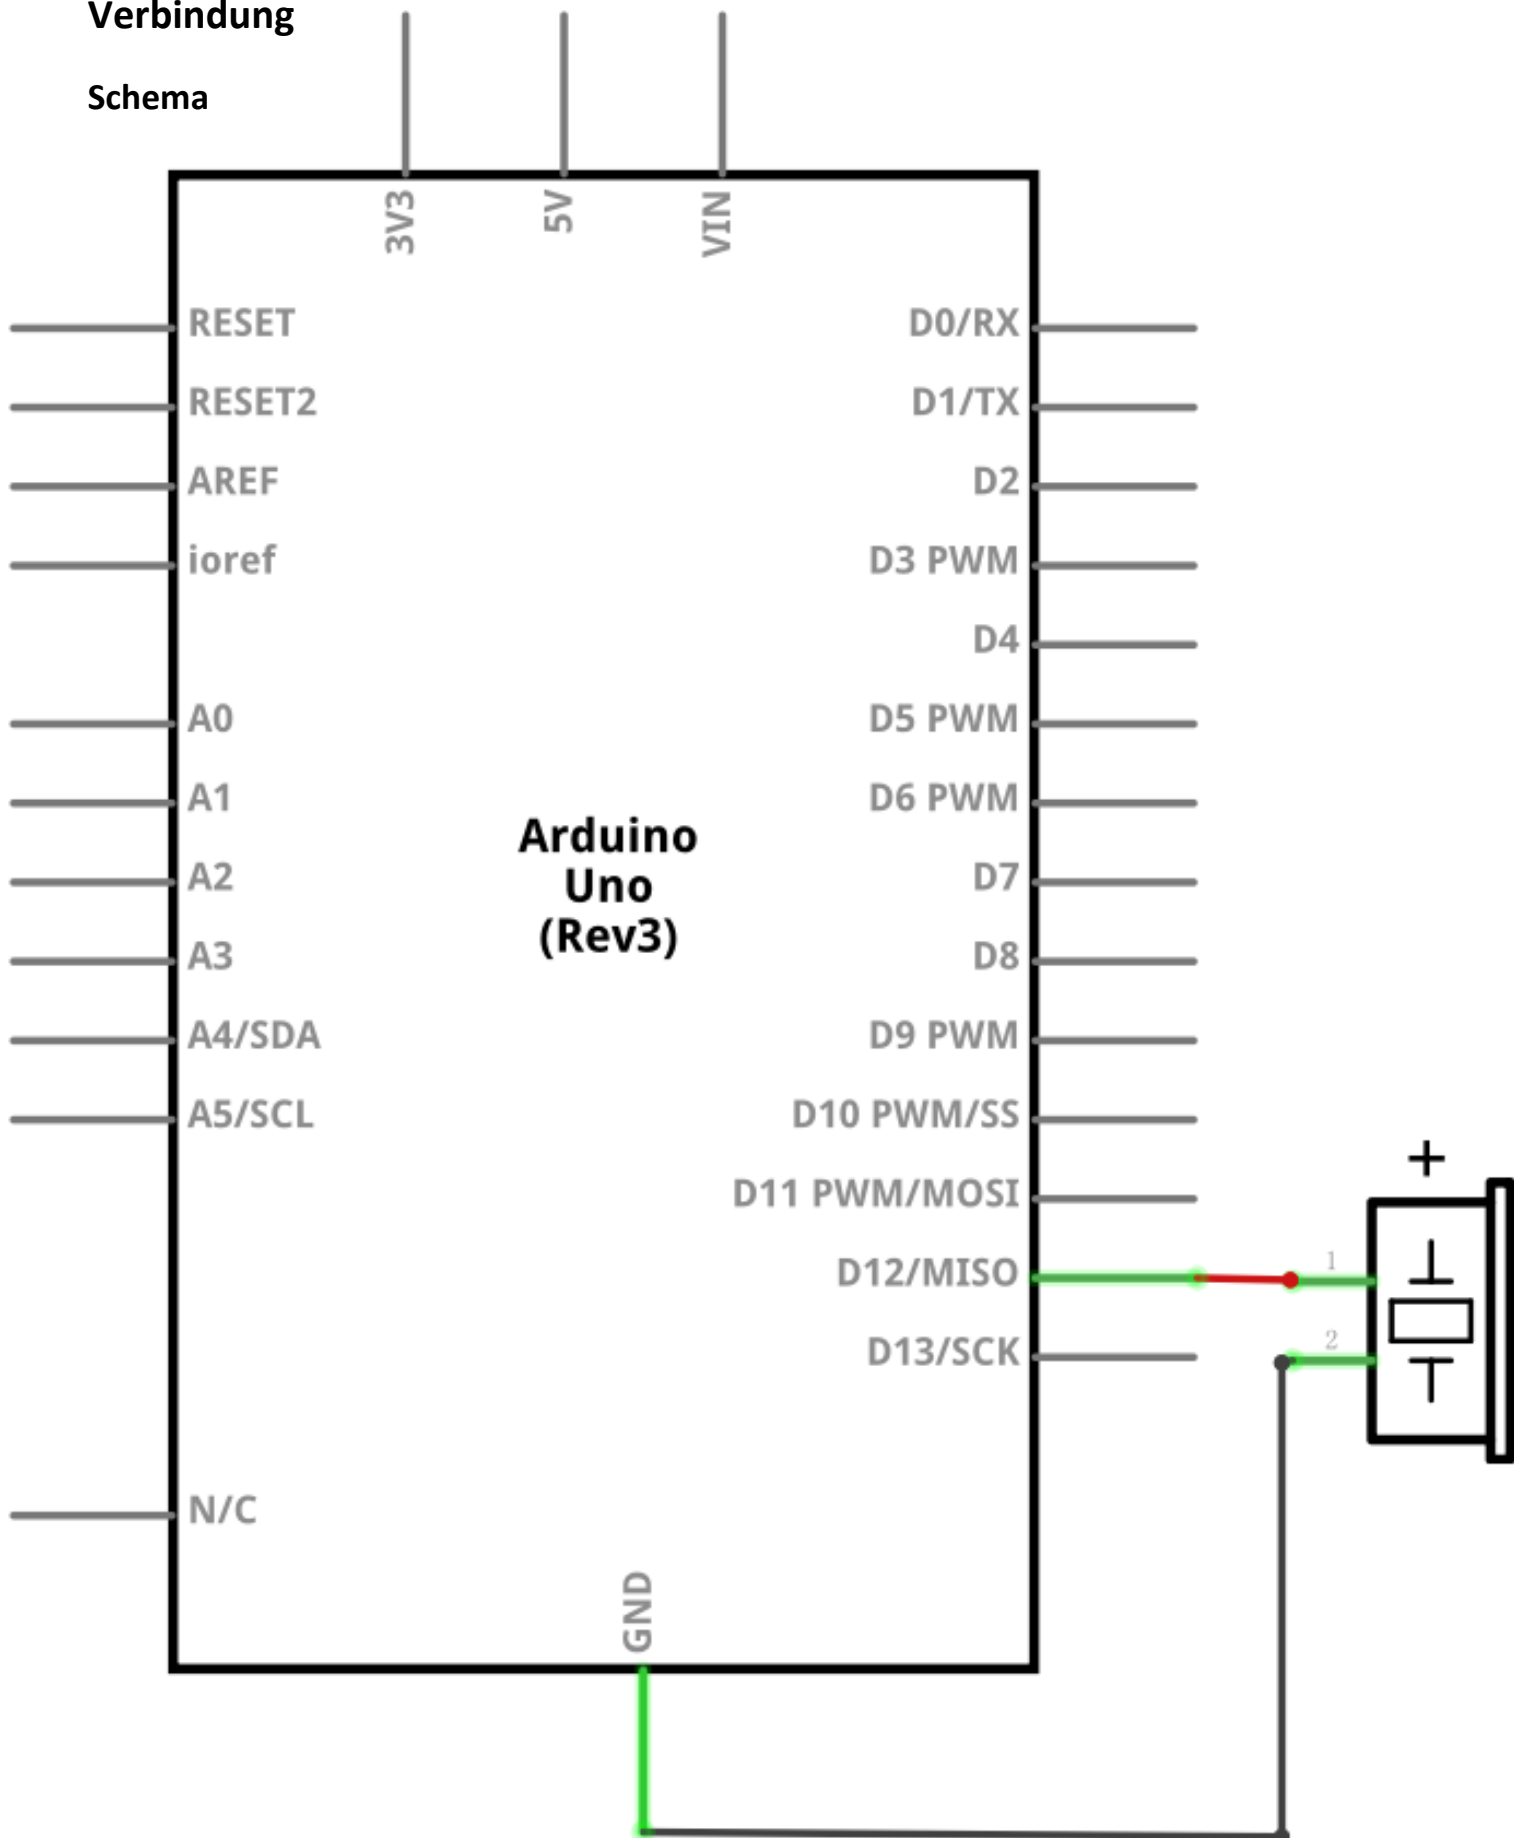 Verbindung
Schema
3V3
5V
VIN
RESET
RESET2
AREF
ioref
A0
A1
A2
A3
A4/SDA
A5/SCL
N/C
Arduino
Uno
(Rev3)
D0/RX
D1/TX
D2
D3 PWM
D4
D5 PWM
D6 PWM
D7
D8
D9 PWM
D10 PWM/SS
D11 PWM/MOSI
D12/MISO
D13/SCK
GND
+
1
2